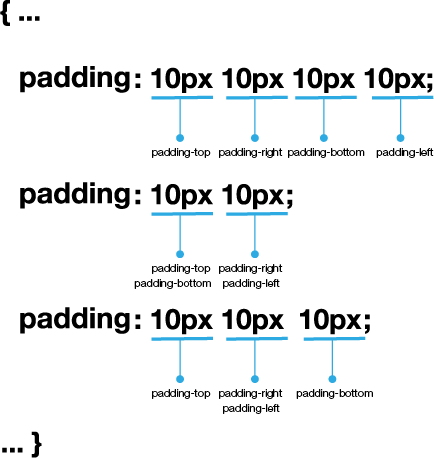 { ...
padding: 10px 10px 10px 10px;
padding-top padding-right padding-bottom padding-left
padding: 10px 10px;
padding-top padding-right
padding-bottom padding-left
padding: 10px 10px 10px;
padding-top padding-right padding-bottom
padding-left
... }